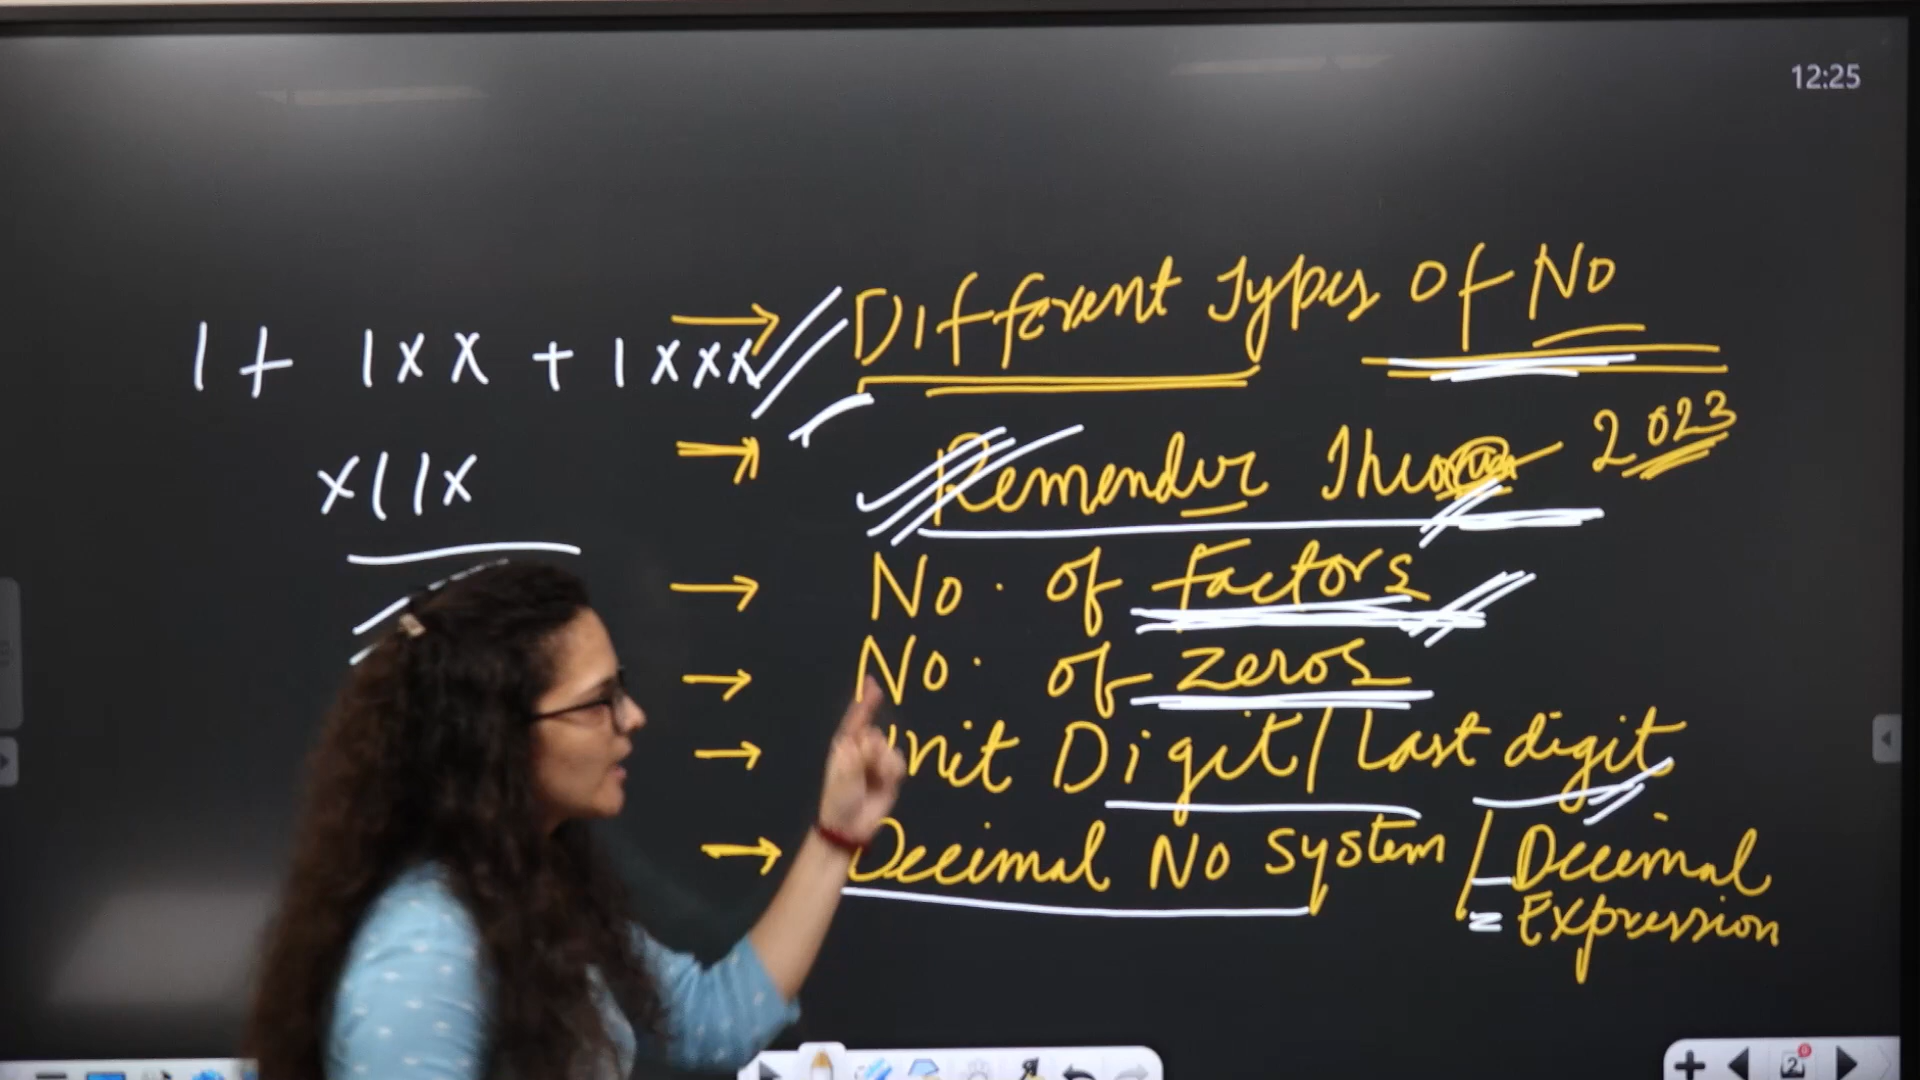 12:25
→ Different Types of No
1 + 1xx + 1xxx
→ Remender 2023
x11x
→ No. of factors
→ No. of zeros
→ Unit Digit / Last digit
→ Decimal No system / Decimal
Expression
2